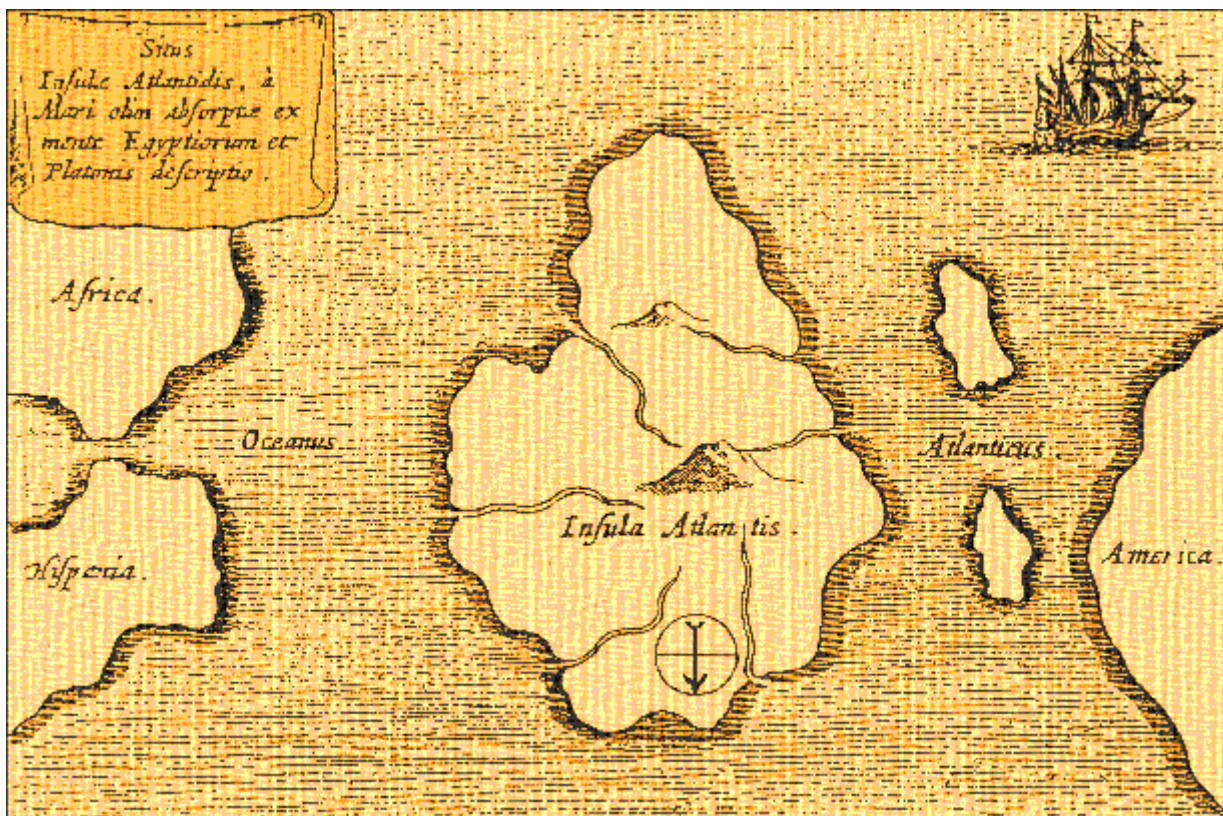 Situs
Insulæ Atlantidis, à
Mari olim absorptæ ex
mente Egyptiorum et
Platonis descriptio.
Africa.
Oceanus
Atlanticus.
Insula Atlantis.
Hispania.
America.